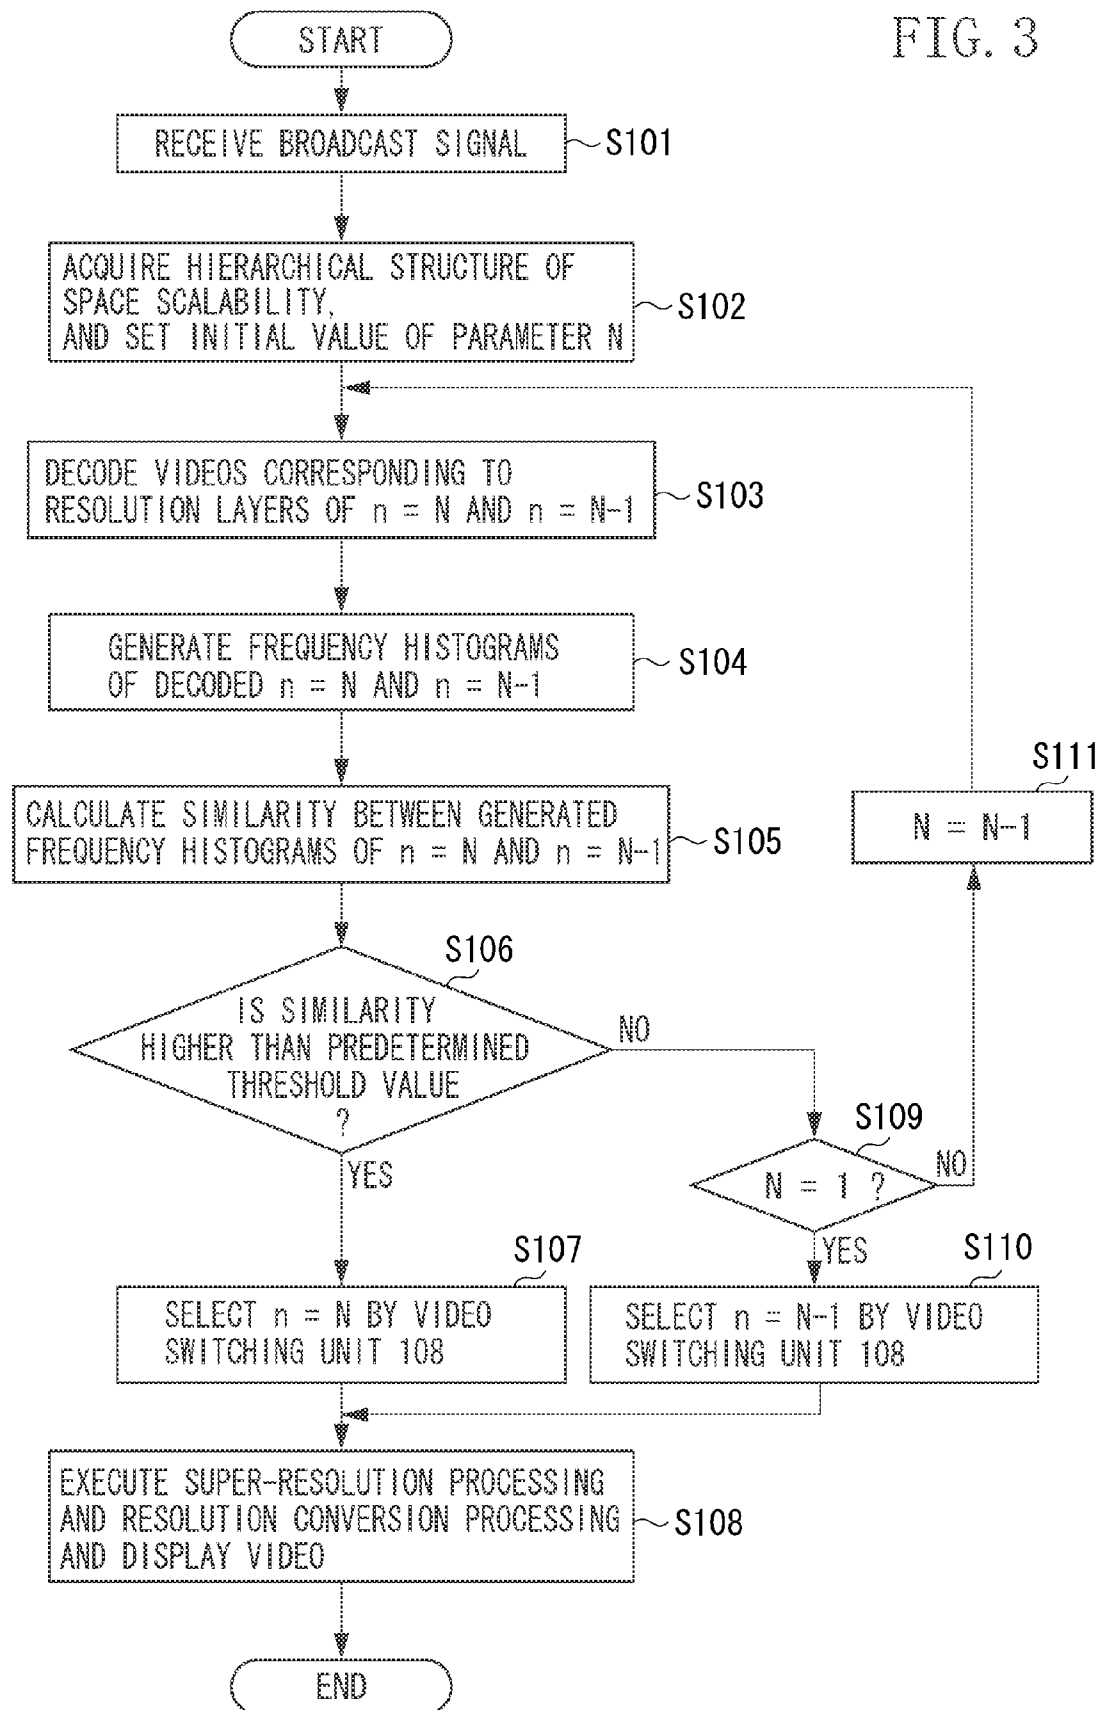 FIG. 3
START
RECEIVE BROADCAST SIGNAL
S101
ACQUIRE HIERARCHICAL STRUCTURE OF
SPACE SCALABILITY,
AND SET INITIAL VALUE OF PARAMETER N
S102
DECODE VIDEOS CORRESPONDING TO
RESOLUTION LAYERS OF n = N AND n = N-1
S103
GENERATE FREQUENCY HISTOGRAMS
OF DECODED n = N AND n = N-1
S104
CALCULATE SIMILARITY BETWEEN GENERATED
FREQUENCY HISTOGRAMS OF n = N AND n = N-1
S105
S111
N = N-1
S106
IS SIMILARITY
HIGHER THAN PREDETERMINED
THRESHOLD VALUE
?
NO
YES
S109
N = 1 ?
NO
YES
S107
SELECT n = N BY VIDEO
SWITCHING UNIT 108
S110
SELECT n = N-1 BY VIDEO
SWITCHING UNIT 108
EXECUTE SUPER-RESOLUTION PROCESSING
AND RESOLUTION CONVERSION PROCESSING
AND DISPLAY VIDEO
S108
END